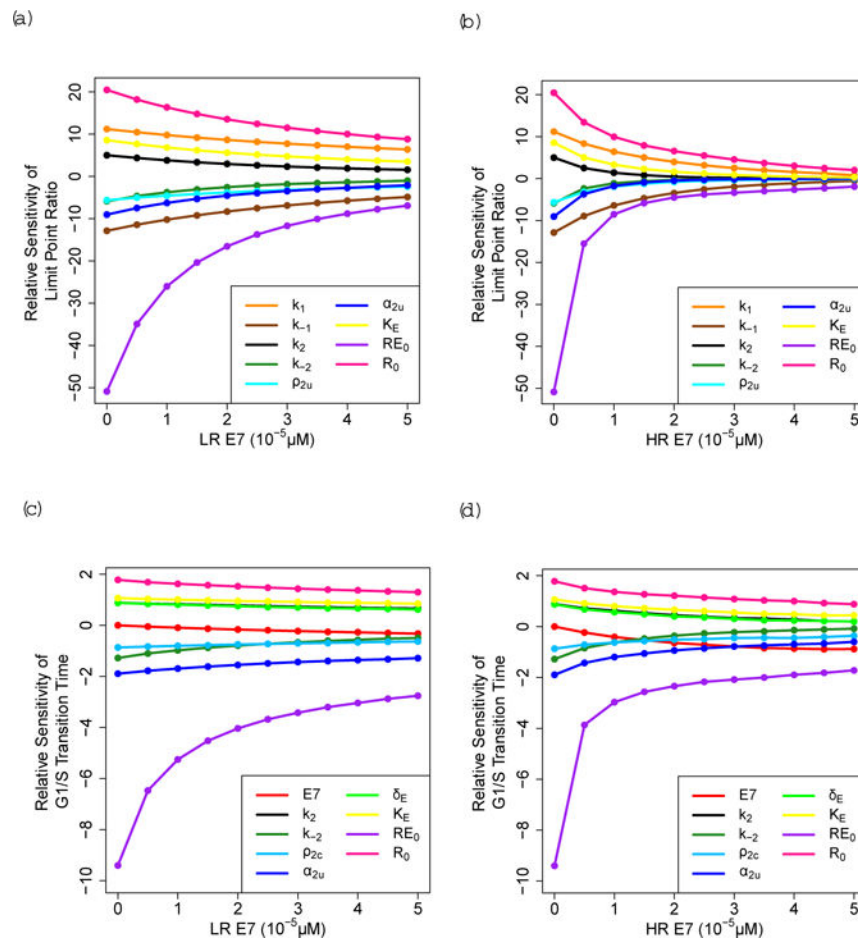 (a)
(b)
Relative Sensitivity of
Limit Point Ratio
20
10
0
-10
-20
-30
-40
-50
k₁
k₋₁
k₂
k₋₂
ρ₂ᵤ
α₂ᵤ
K_E
RE₀
R₀
0 1 2 3 4 5
LR E7 (10⁻⁵μM)
Relative Sensitivity of
Limit Point Ratio
20
10
0
-10
-20
-30
-40
-50
k₁
k₋₁
k₂
k₋₂
ρ₂ᵤ
α₂ᵤ
K_E
RE₀
R₀
0 1 2 3 4 5
HR E7 (10⁻⁵μM)
(c)
(d)
Relative Sensitivity of
G1/S Transition Time
2
0
-2
-4
-6
-8
-10
E7
k₂
k₋₂
ρ₂c
α₂ᵤ
δ_E
K_E
RE₀
R₀
0 1 2 3 4 5
LR E7 (10⁻⁵μM)
Relative Sensitivity of
G1/S Transition Time
2
0
-2
-4
-6
-8
-10
E7
k₂
k₋₂
ρ₂c
α₂ᵤ
δ_E
K_E
RE₀
R₀
0 1 2 3 4 5
HR E7 (10⁻⁵μM)